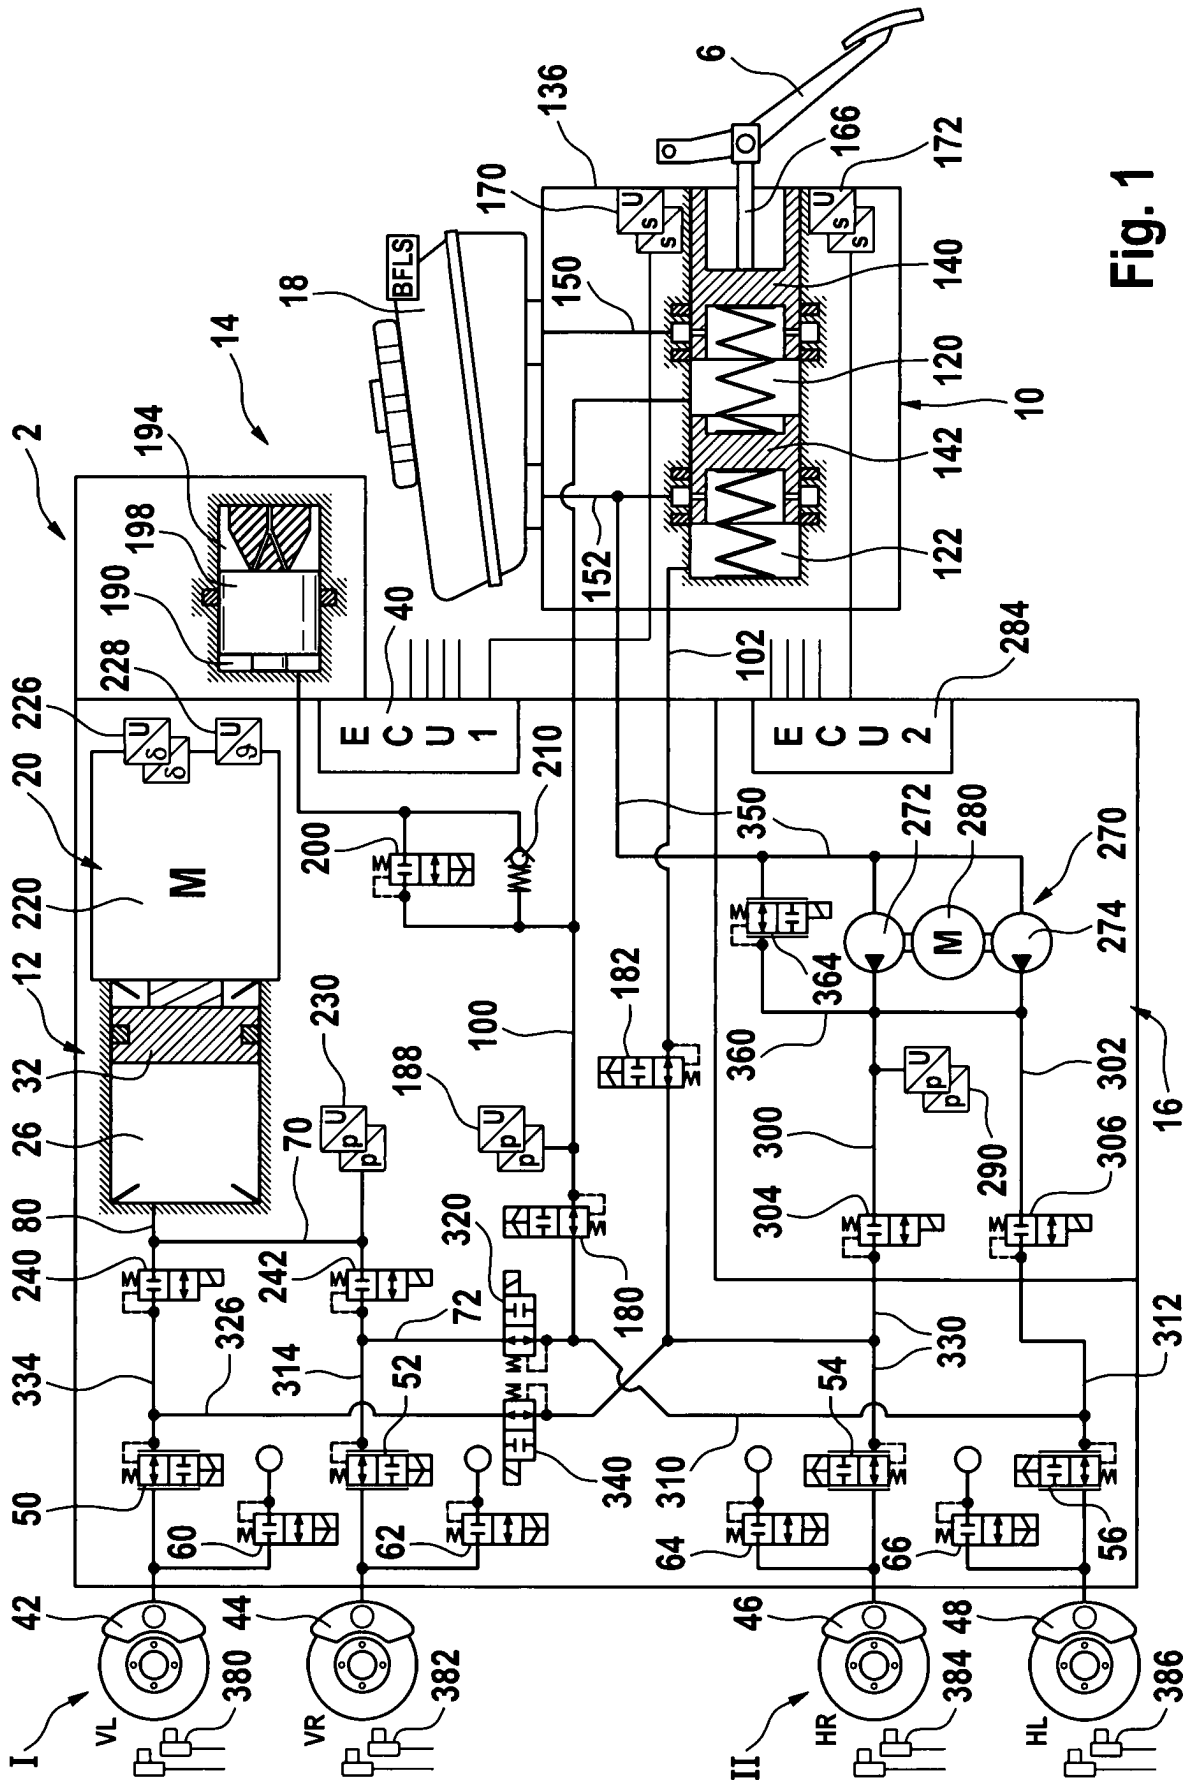 2
14
18
BFLS
136
6
170
150
166
172
194
198
190
228
226
20
220
12
32
26
80
70
230
188
240
242
326
334
314
72
320
52
50
60
62
42
44
I
VL
VR
380
382
M
U
δ
δ
U
ϑ
U
p
p
U
p
p
U
s
s
U
s
s
40
E
C
U
1
200
210
100
152
102
182
180
340
310
122
142
120
140
10
Fig. 1
284
E
C
U
2
350
272
280
270
274
M
364
360
300
302
16
U
p
p
290
304
306
330
312
54
56
64
66
46
48
II
HR
HL
384
386